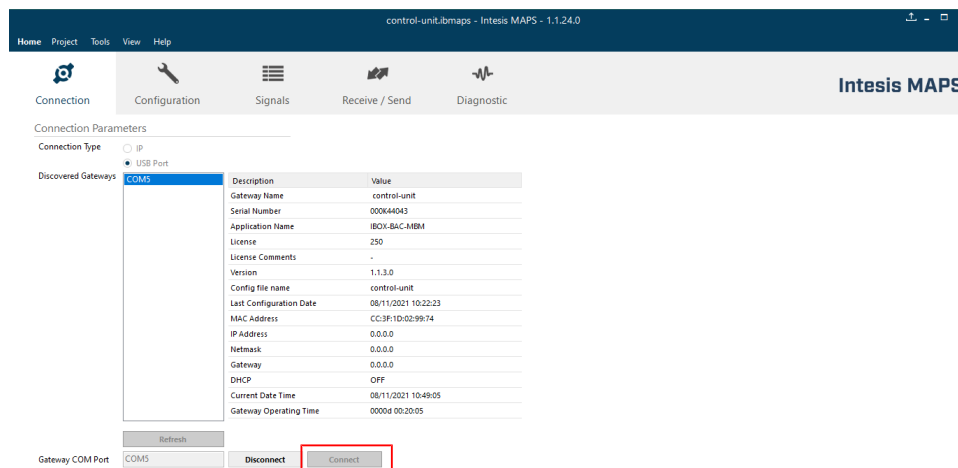 control-unit.ibmaps - Intesis MAPS - 1.1.24.0
Home Project Tools View Help
Connection Configuration Signals Receive / Send Diagnostic
Intesis MAPS
Connection Parameters
Connection Type
IP
USB Port
Discovered Gateways
COM5
Description Value
Gateway Name control-unit
Serial Number 000K44043
Application Name IBOX-BAC-MBM
License 250
License Comments -
Version 1.1.3.0
Config file name control-unit
Last Configuration Date 08/11/2021 10:22:23
MAC Address CC:3F:1D:02:99:74
IP Address 0.0.0.0
Netmask 0.0.0.0
Gateway 0.0.0.0
DHCP OFF
Current Date Time 08/11/2021 10:49:05
Gateway Operating Time 0000d 00:20:05
Refresh
Gateway COM Port COM5 Disconnect Connect